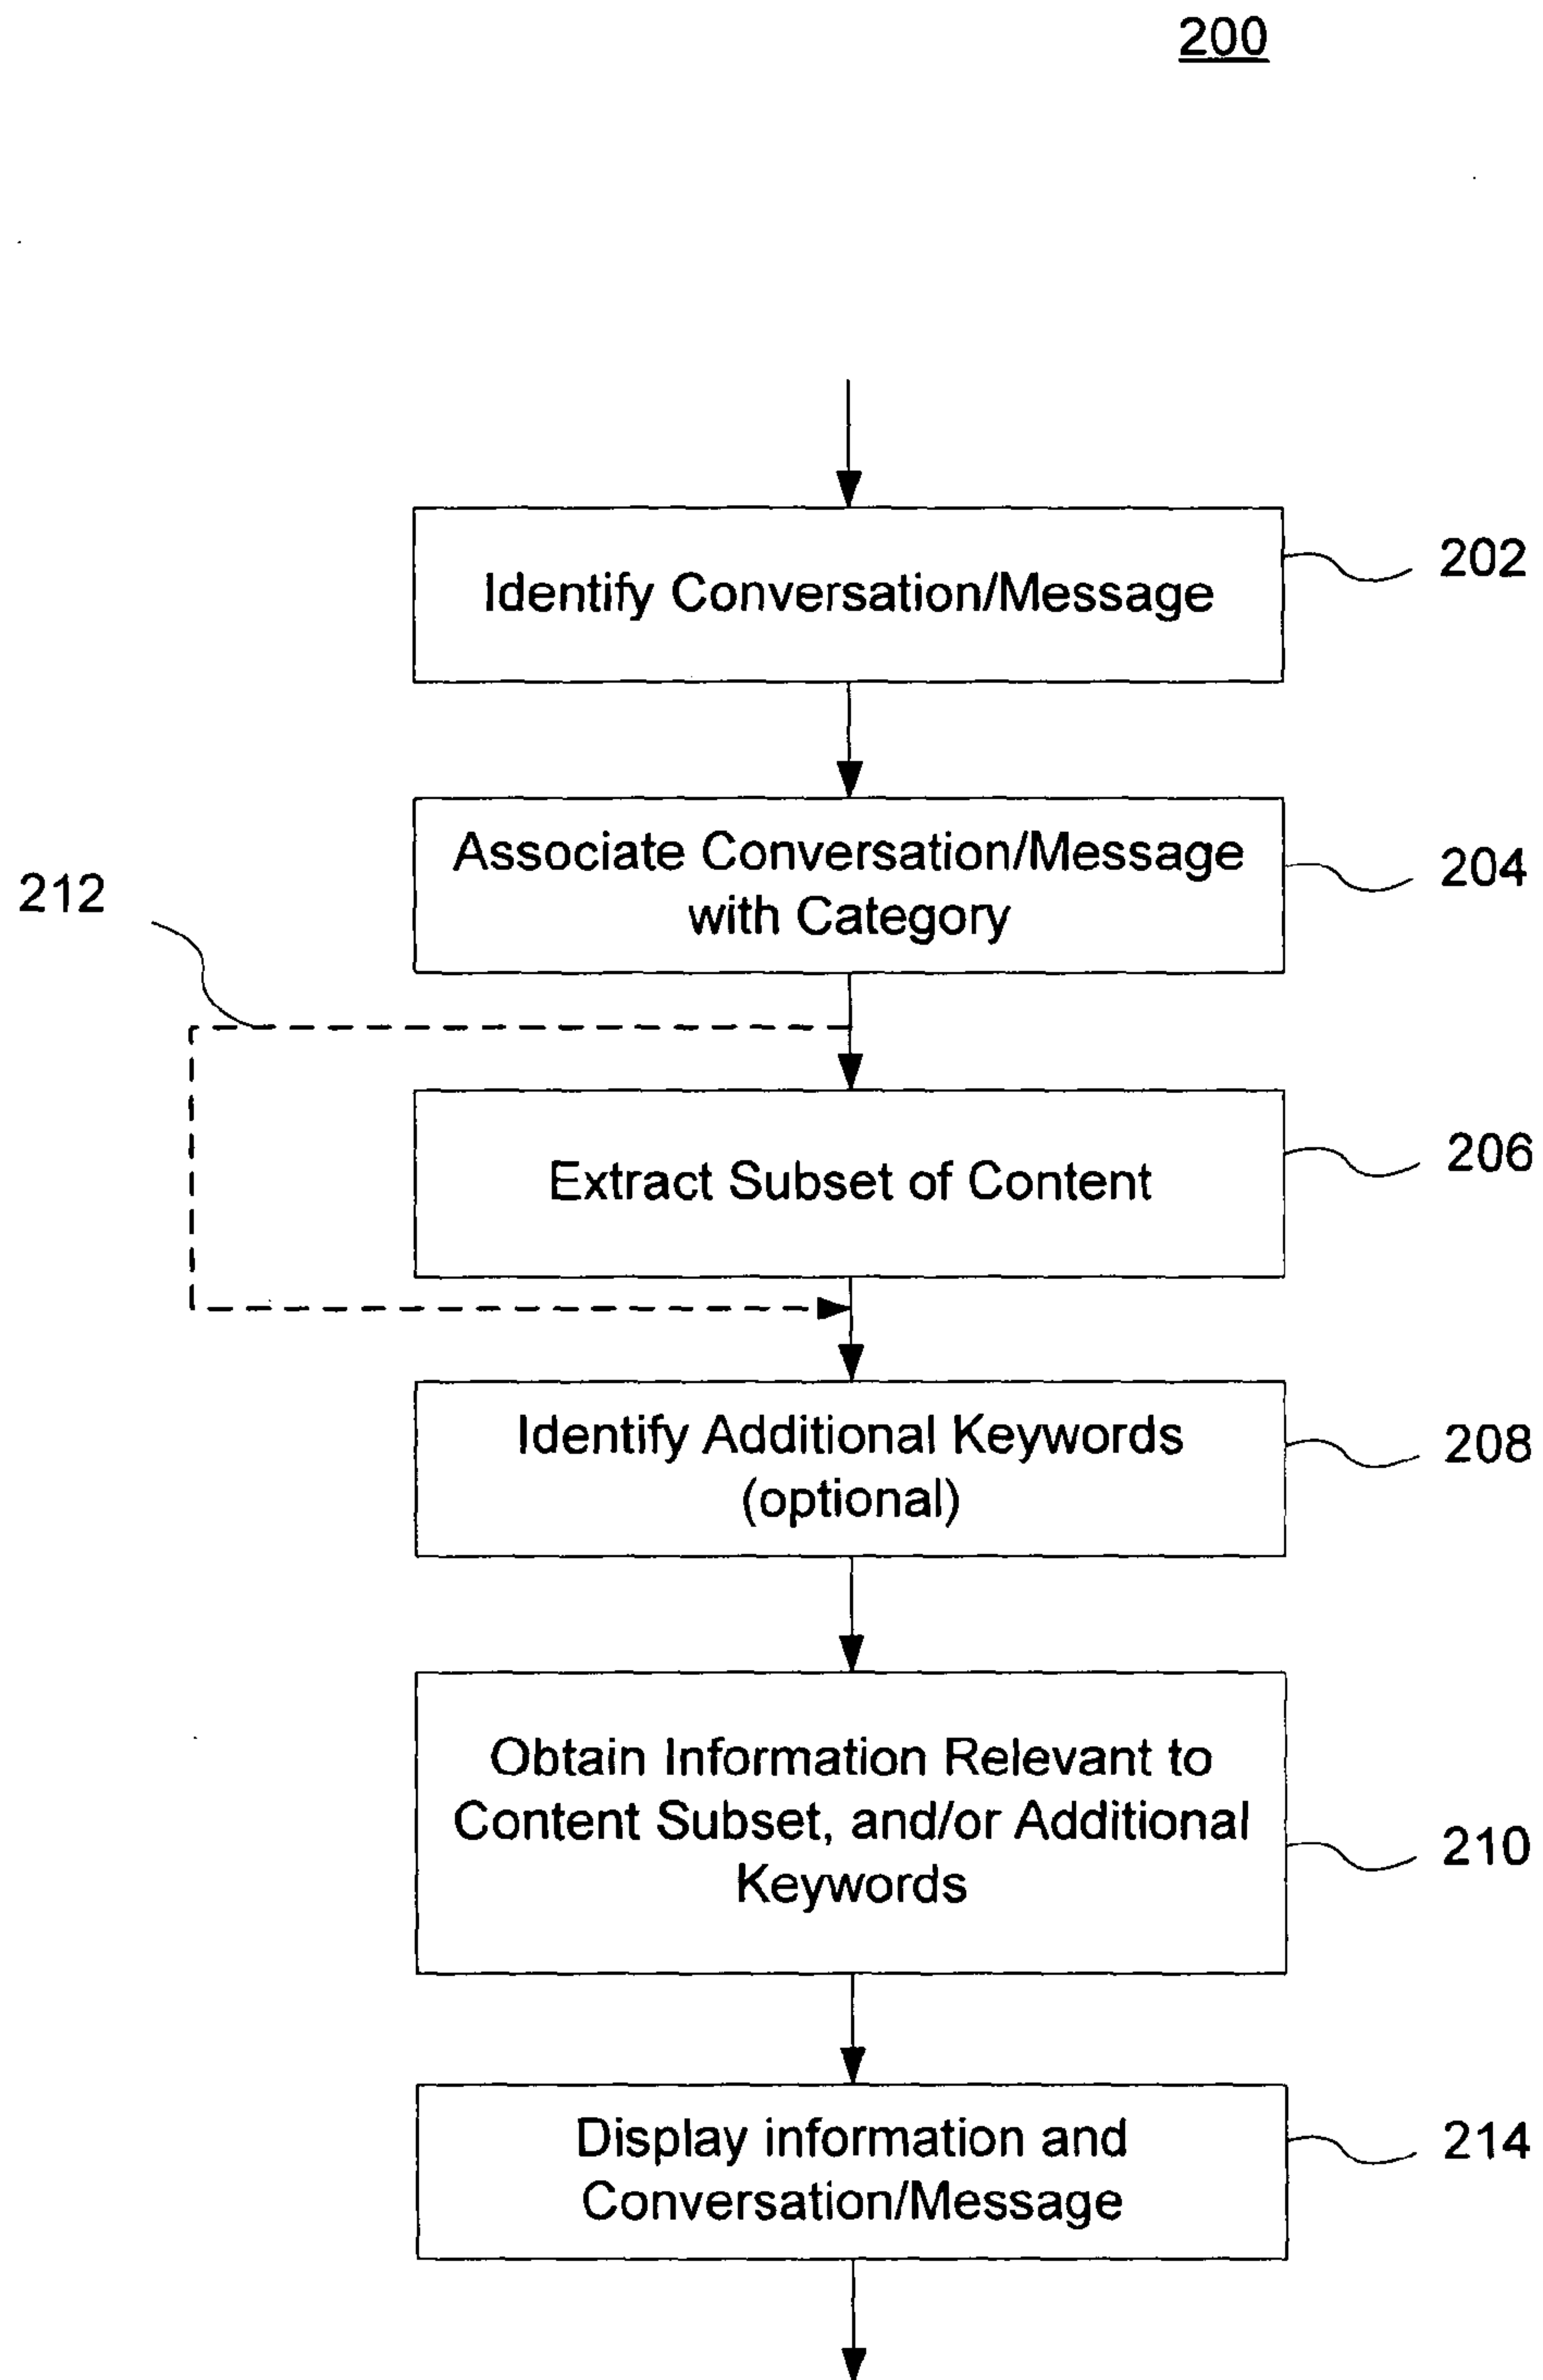 200
Identify Conversation/Message
202
Associate Conversation/Message
with Category
204
212
Extract Subset of Content
206
Identify Additional Keywords
(optional)
208
Obtain Information Relevant to
Content Subset, and/or Additional
Keywords
210
Display information and
Conversation/Message
214